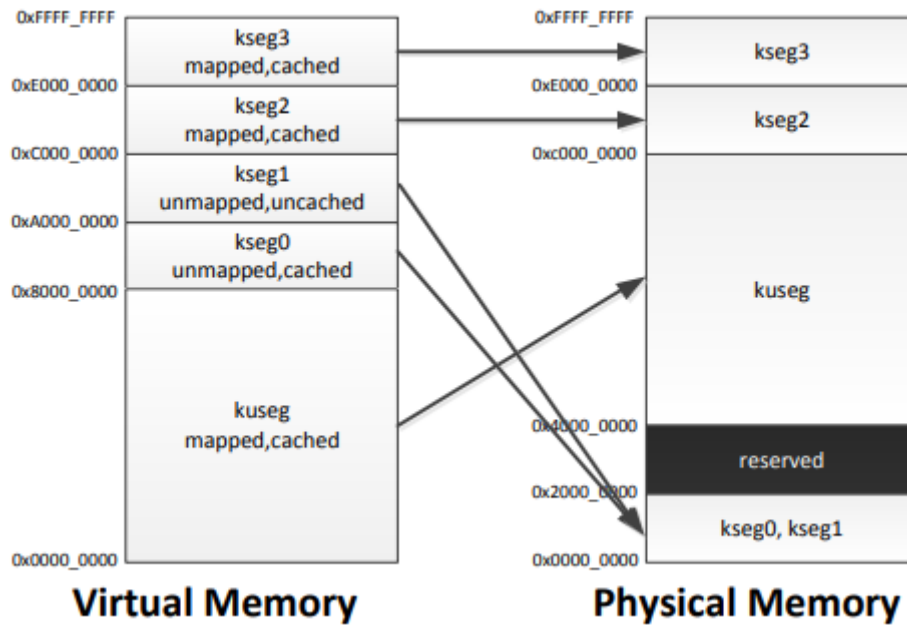 0xFFFF_FFFF
kseg3
mapped,cached
0xE000_0000
kseg2
mapped,cached
0xC000_0000
kseg1
unmapped,uncached
0xA000_0000
kseg0
unmapped,cached
0x8000_0000
kuseg
mapped,cached
0x0000_0000
Virtual Memory
0xFFFF_FFFF
kseg3
0xE000_0000
kseg2
0xc000_0000
kuseg
0x4000_0000
reserved
0x2000_0000
kseg0, kseg1
0x0000_0000
Physical Memory